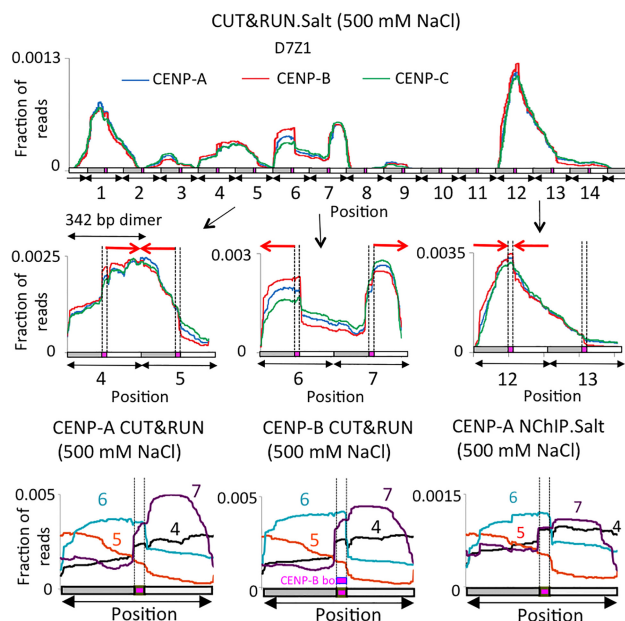 CUT&RUN.Salt (500 mM NaCl)
D7Z1
CENP-A CENP-B CENP-C
0.0013
Fraction of
reads
0
1 2 3 4 5 6 7 8 9 10 11 12 13 14
Position
342 bp dimer
0.0025
Fraction of
reads
0
4 5
Position
0.003
0
6 7
Position
0.0035
0
12 13
Position
CENP-A CUT&RUN
(500 mM NaCl)
0.005
Fraction of
reads
0
6 7
5 4
Position
CENP-B CUT&RUN
(500 mM NaCl)
0.005
0
6 7
5 4
CENP-B bo
Position
CENP-A NChIP.Salt
(500 mM NaCl)
0.0015
0
6 7
5 4
Position